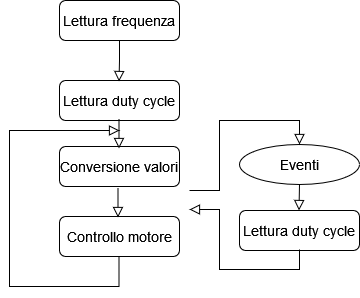 Lettura frequenza
Lettura duty cycle
Conversione valori
Controllo motore
Eventi
Lettura duty cycle